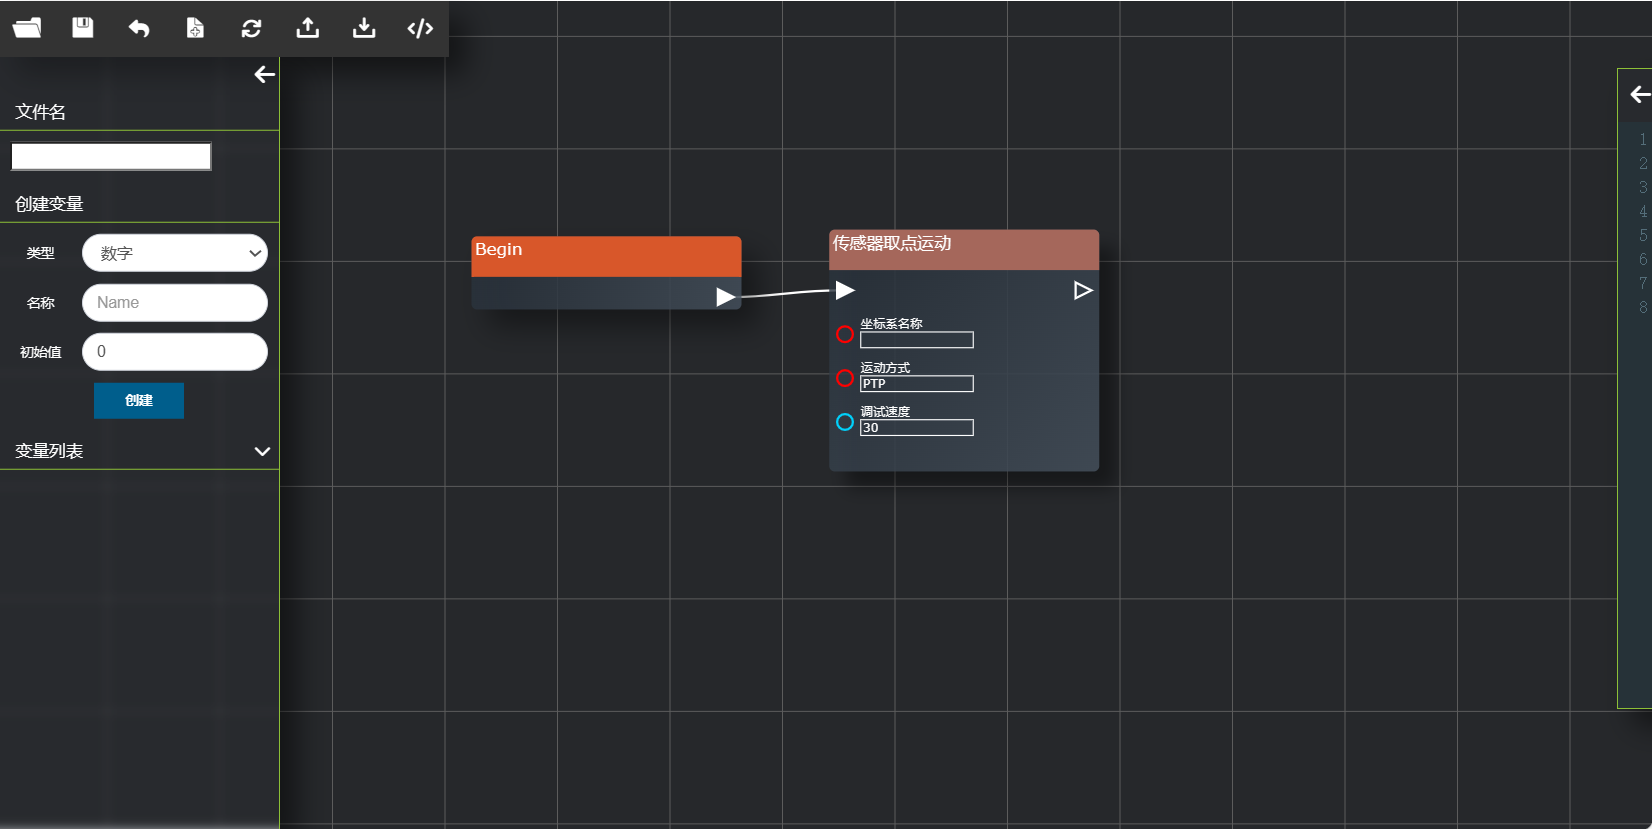 文件名
创建变量
类型 数字
名称 Name
初始值 0
创建
变量列表
Begin
传感器取点运动
坐标系名称
运动方式
PTP
调试速度
30
1
2
3
4
5
6
7
8